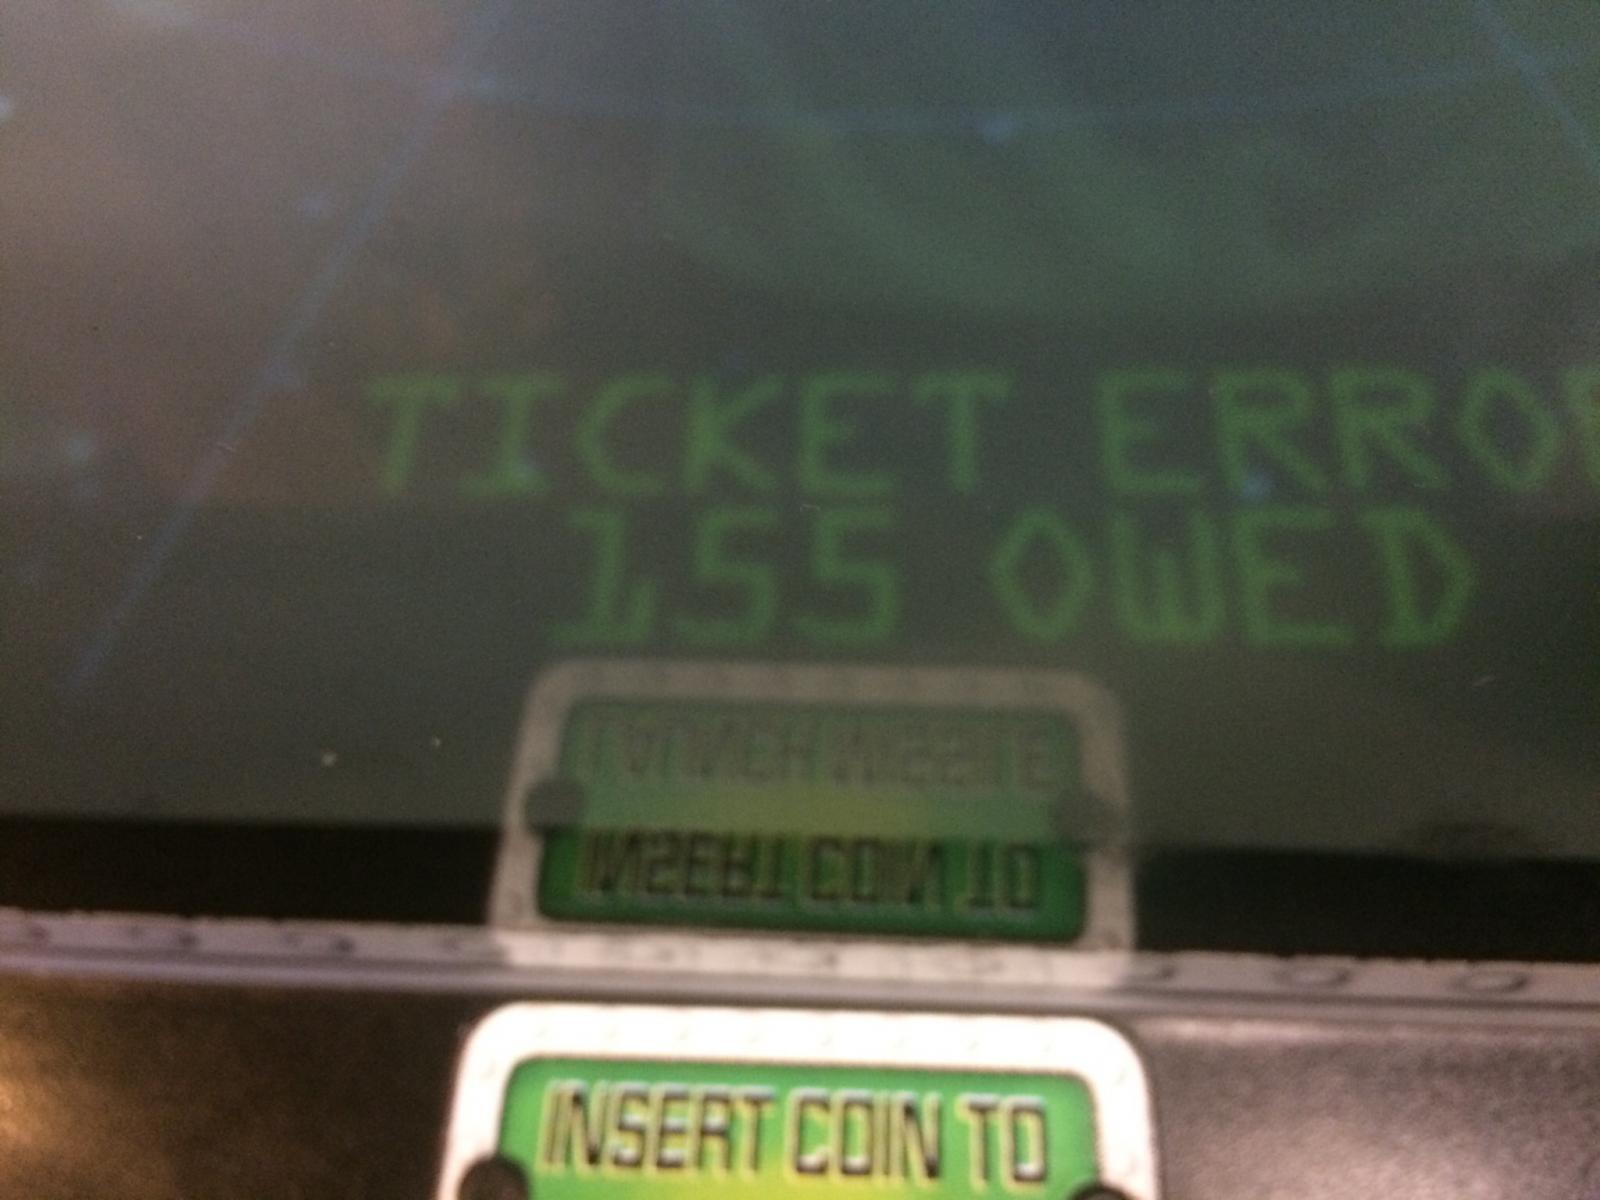 TICKET ERRO
155 OWED
INSERT COIN TO